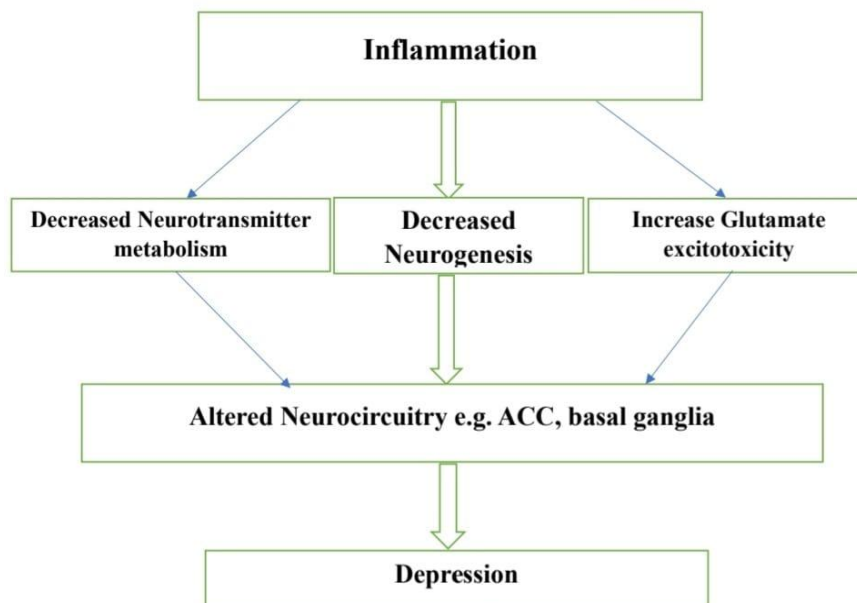 Inflammation
Decreased Neurotransmitter
metabolism
Decreased
Neurogenesis
Increase Glutamate
excitotoxicity
Altered Neurocircuitry e.g. ACC, basal ganglia
Depression